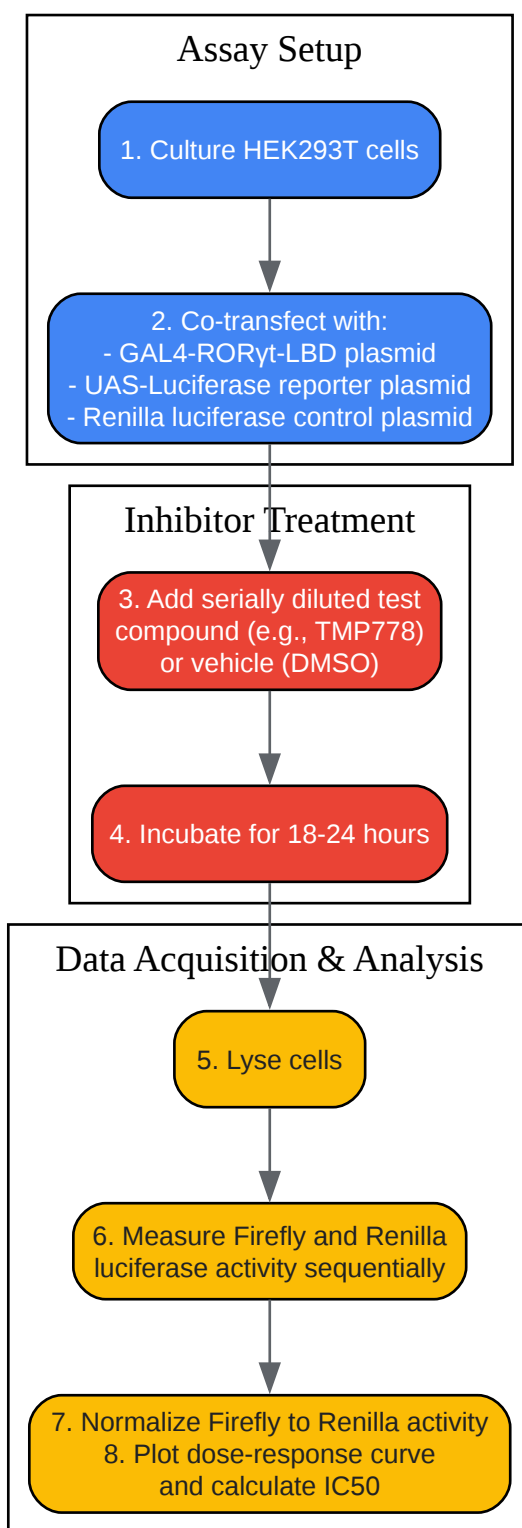 Assay Setup
1. Culture HEK293T cells
2. Co-transfect with:
- GAL4-RORγt-LBD plasmid
- UAS-Luciferase reporter plasmid
- Renilla luciferase control plasmid
Inhibitor Treatment
3. Add serially diluted test
compound (e.g., TMP778)
or vehicle (DMSO)
4. Incubate for 18-24 hours
Data Acquisition & Analysis
5. Lyse cells
6. Measure Firefly and Renilla
luciferase activity sequentially
7. Normalize Firefly to Renilla activity
8. Plot dose-response curve
and calculate IC50